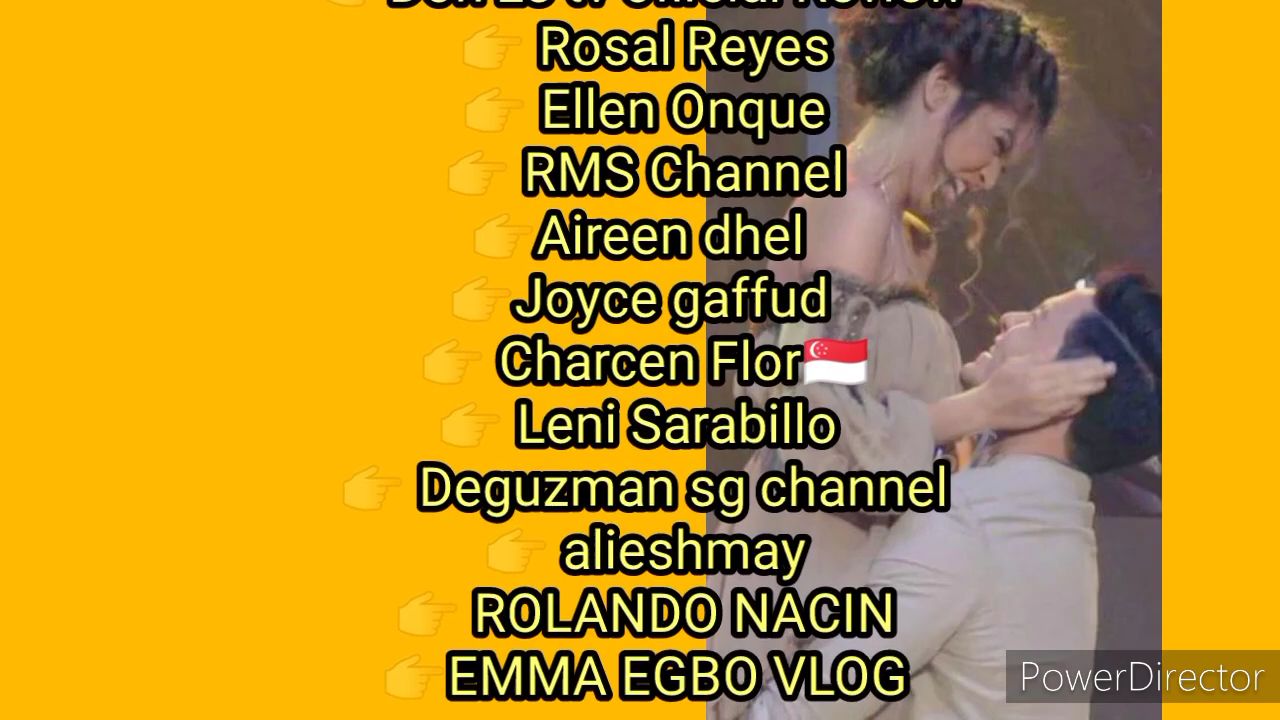 👉 Rosal Reyes
👉 Ellen Onque
👉 RMS Channel
👉 Aireen dhel
👉 Joyce gaffud
👉 Charcen Flor🇸🇬
👉 Leni Sarabillo
👉 Deguzman sg channel
👉 alieshmay
👉 ROLANDO NACIN
👉 EMMA EGBO VLOG
PowerDirector